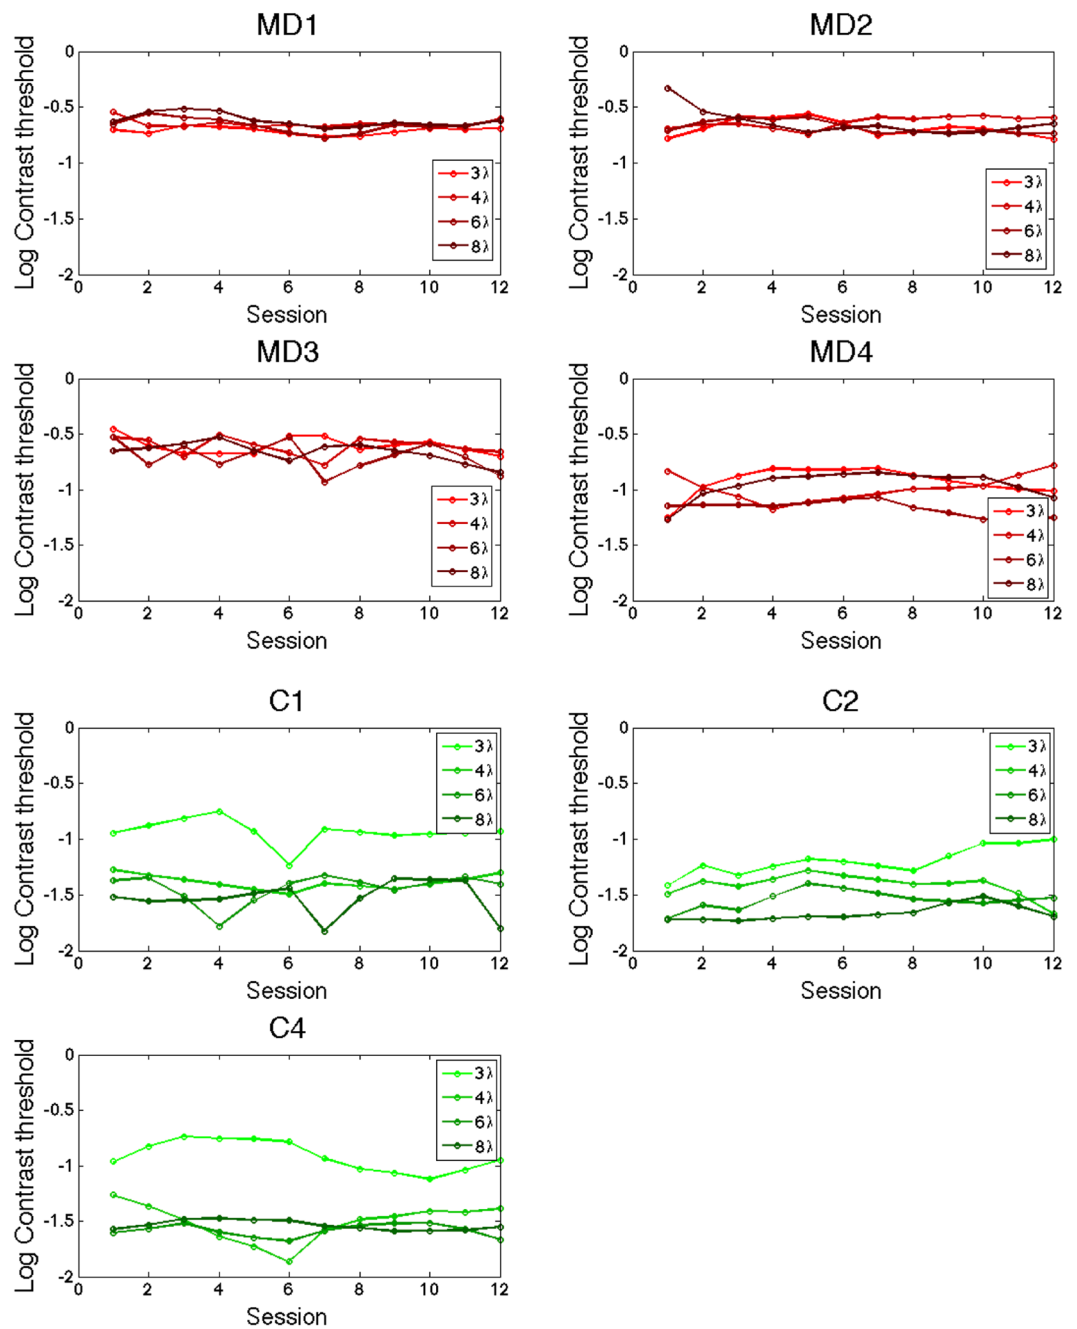 MD1
Log Contrast threshold
0
-0.5
-1
-1.5
-2
3λ
4λ
6λ
8λ
0 2 4 6 8 10 12
Session
MD2
Log Contrast threshold
0
-0.5
-1
-1.5
-2
3λ
4λ
6λ
8λ
0 2 4 6 8 10 12
Session
MD3
Log Contrast threshold
0
-0.5
-1
-1.5
-2
3λ
4λ
6λ
8λ
0 2 4 6 8 10 12
Session
MD4
Log Contrast threshold
0
-0.5
-1
-1.5
-2
3λ
4λ
6λ
8λ
0 2 4 6 8 10 12
Session
C1
Log Contrast threshold
0
-0.5
-1
-1.5
-2
3λ
4λ
6λ
8λ
0 2 4 6 8 10 12
Session
C2
Log Contrast threshold
0
-0.5
-1
-1.5
-2
3λ
4λ
6λ
8λ
0 2 4 6 8 10 12
Session
C4
Log Contrast threshold
0
-0.5
-1
-1.5
-2
3λ
4λ
6λ
8λ
0 2 4 6 8 10 12
Session